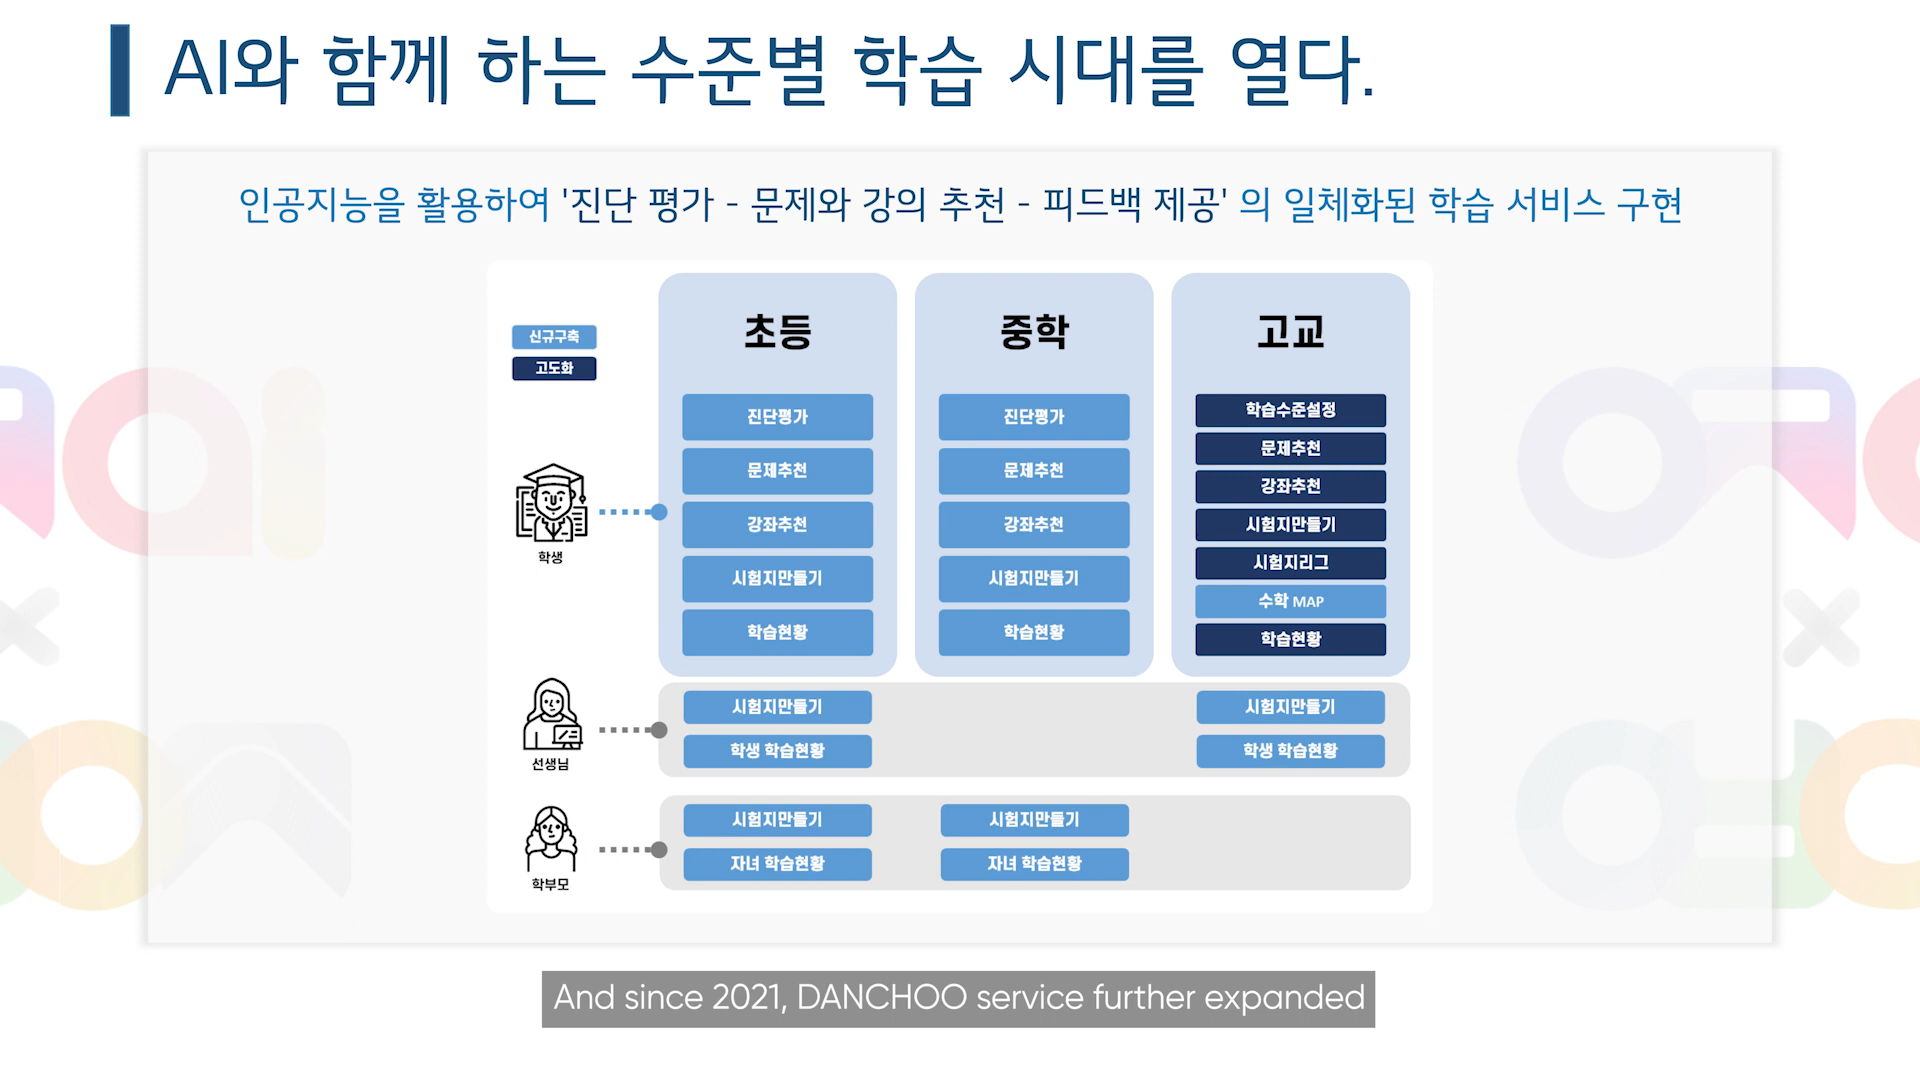 AI와 함께 하는 수준별 학습 시대를 열다.
인공지능을 활용하여 '진단 평가 - 문제와 강의 추천 - 피드백 제공' 의 일체화된 학습 서비스 구현
신규구축
고도화
초등
중학
고교
학생
진단평가
문제추천
강좌추천
시험지만들기
학습현황
진단평가
문제추천
강좌추천
시험지만들기
학습현황
학습수준설정
문제추천
강좌추천
시험지만들기
시험지리그
수학 MAP
학습현황
선생님
시험지만들기
학생 학습현황
시험지만들기
학생 학습현황
학부모
시험지만들기
자녀 학습현황
시험지만들기
자녀 학습현황
And since 2021, DANCHOO service further expanded